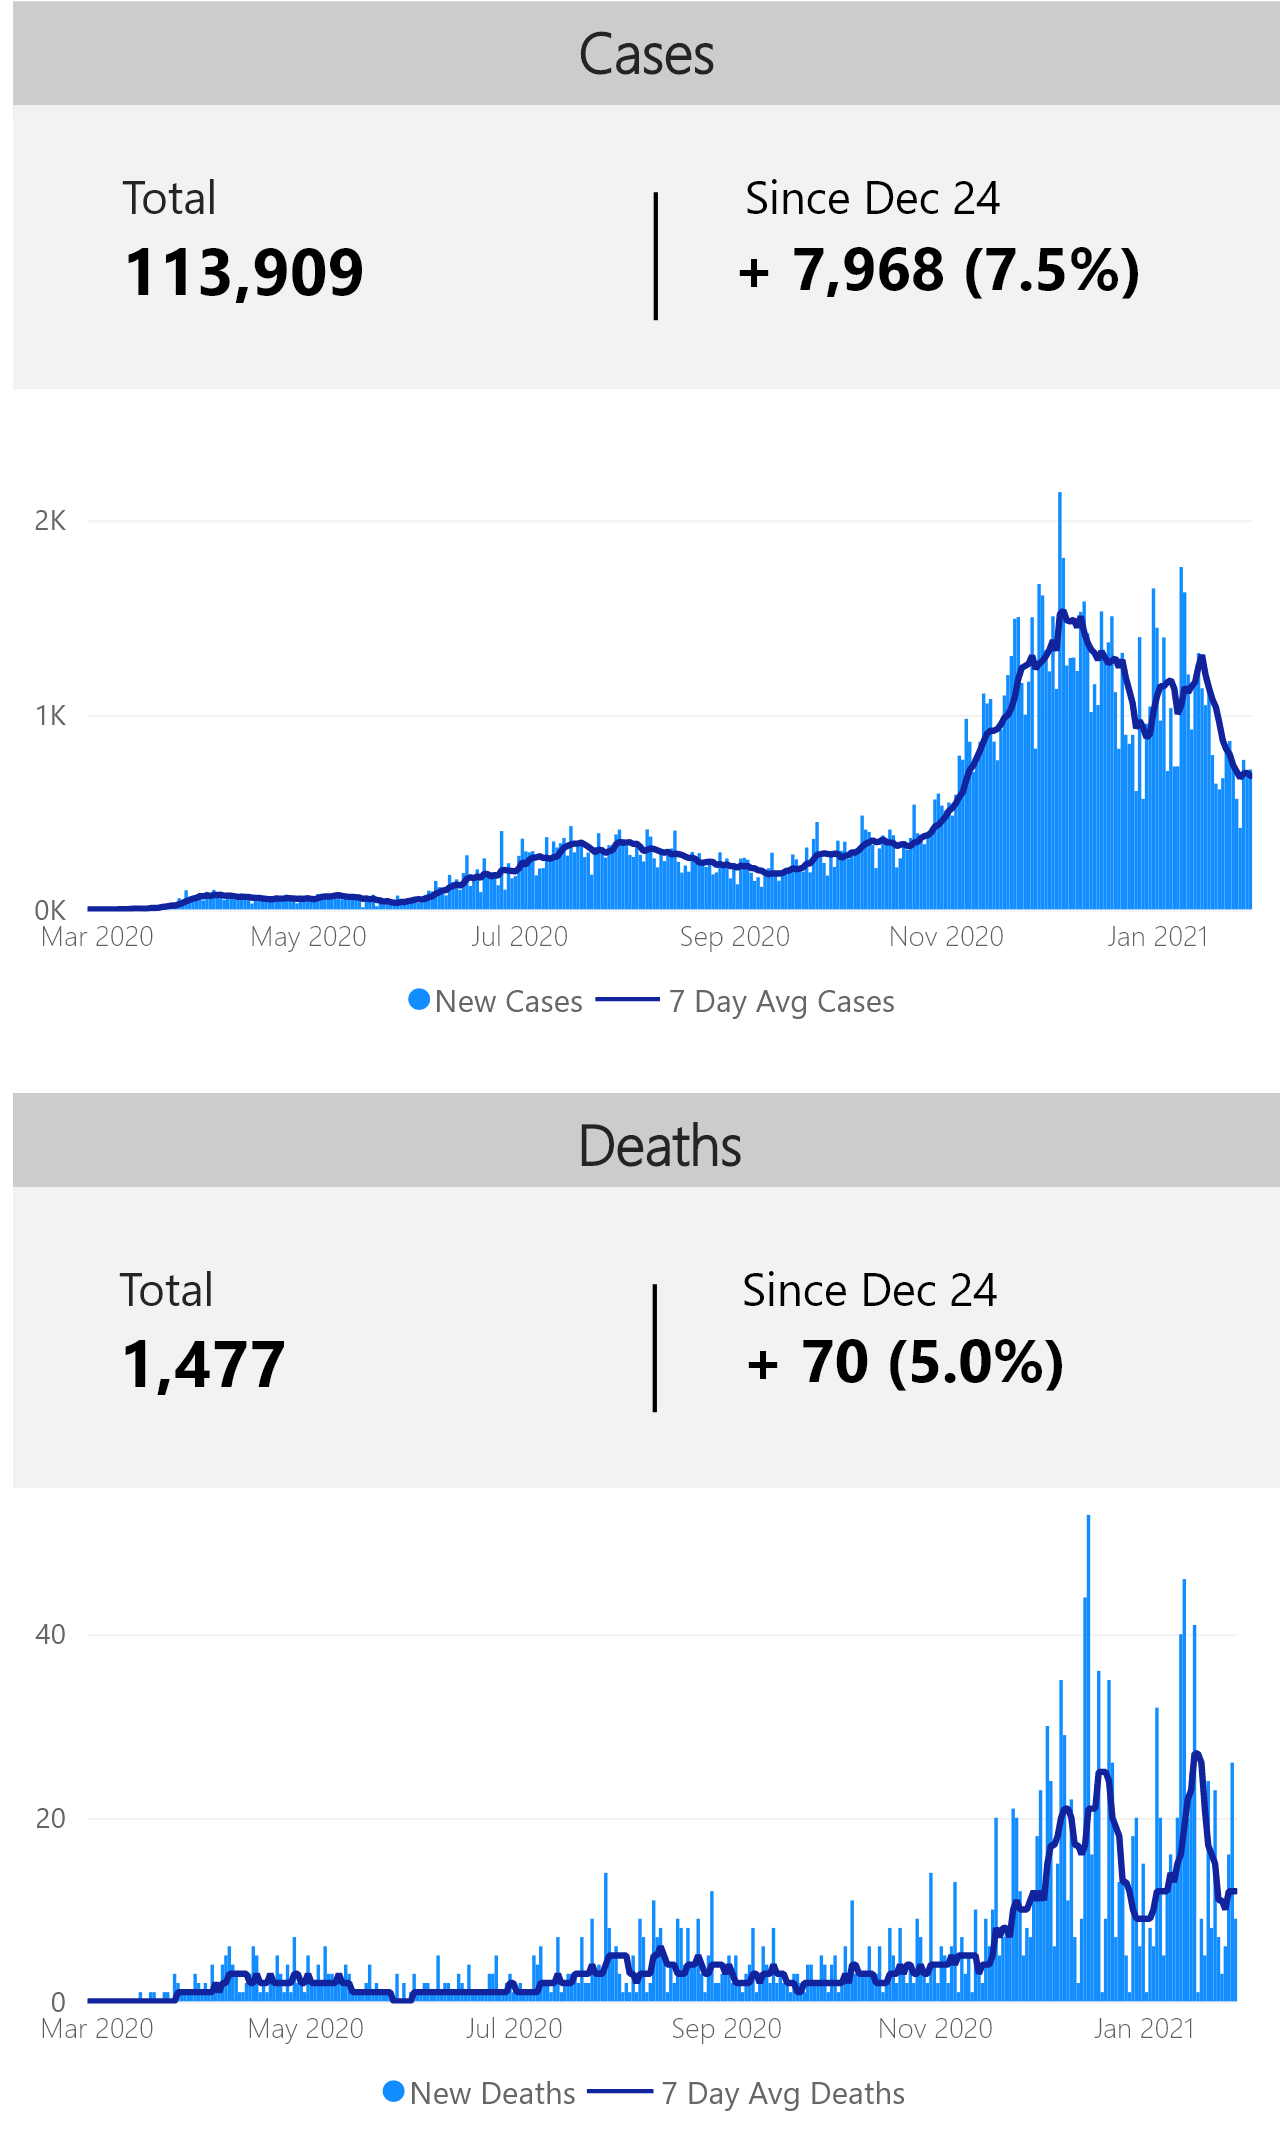 Cases
Total
Since Dec 24
113,909
+ 7,968 (7.5%)
2K
1K
0K
Mar 2020 May 2020 Jul 2020 Sep 2020 Nov 2020 Jan 2021
New Cases 7 Day Avg Cases
Deaths
Total
Since Dec 24
1,477
+ 70 (5.0%)
40
20
0
Mar 2020 May 2020 Jul 2020 Sep 2020 Nov 2020 Jan 2021
New Deaths 7 Day Avg Deaths